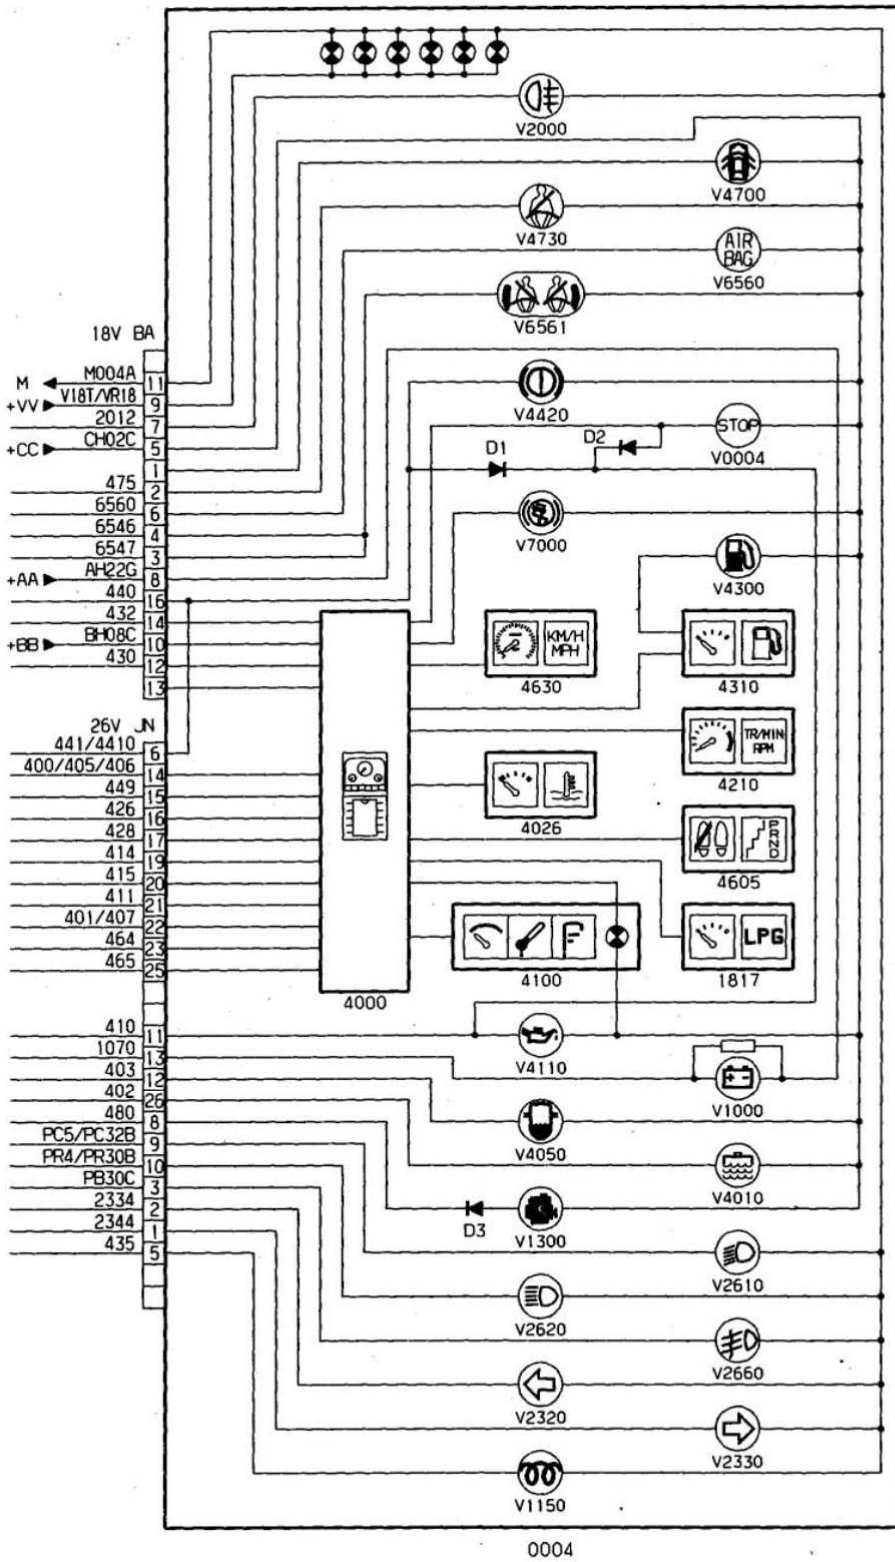 V2000
V4700
V4730
AIR
BAG
V6560
V6561
18V BA
M
M004A
11
+VV
V18T/VR18
9
V4420
2012
7
STOP
+CC
CH02C
5
D1
D2
V0004
1
475
2
6560
6
V7000
6546
4
6547
3
V4300
+AA
AH22G
8
440
16
432
14
+BB
BH08C
10
KM/H
MPH
430
12
13
4630
4310
26V JN
441/4410
6
TR/MIN
RPM
400/405/406
14
4210
449
15
426
16
4026
428
17
P
R
N
D
414
19
415
20
4605
411
21
401/407
22
464
23
LPG
465
25
4100
1817
4000
410
11
1070
13
V4110
403
12
V1000
402
26
480
8
PC5/PC32B
9
V4050
PR4/PR30B
10
PB30C
3
V4010
2334
2
2344
1
D3
V1300
435
5
V2610
V2620
V2660
V2320
V2330
V1150
0004